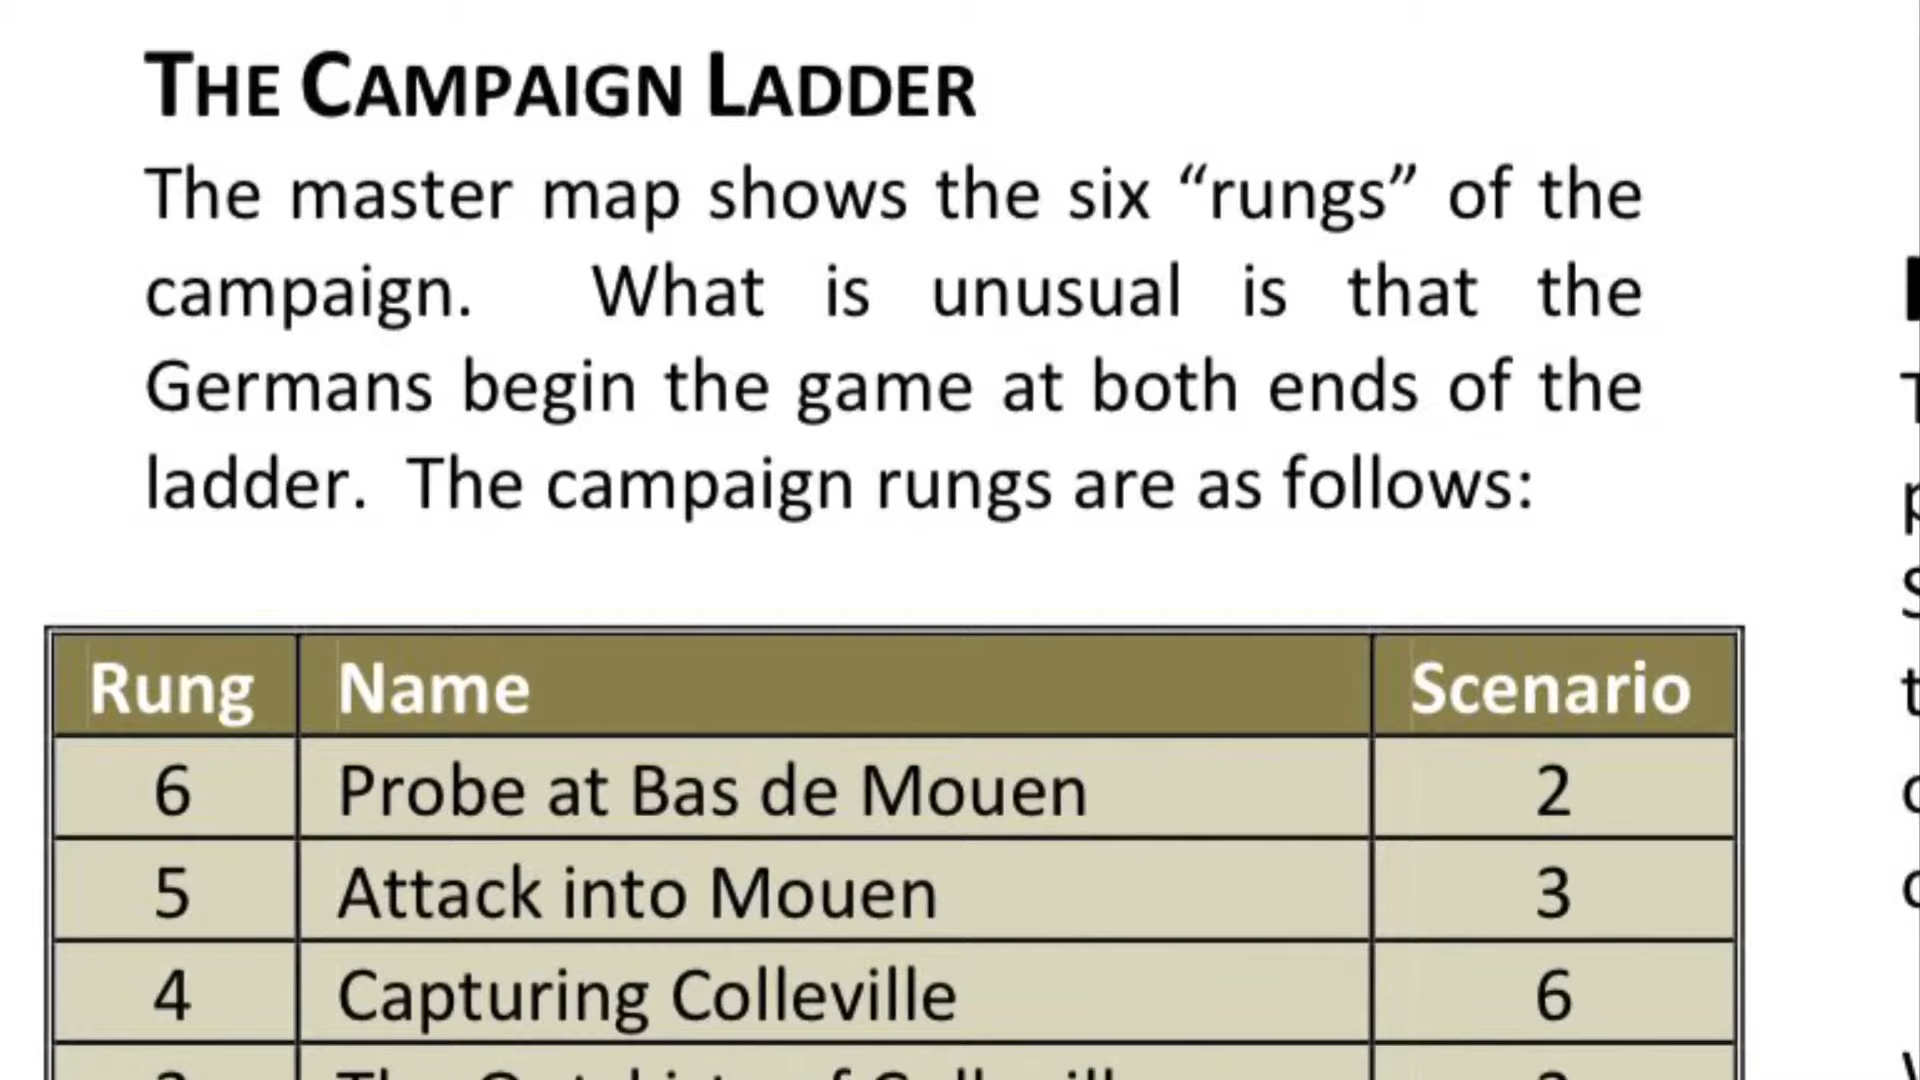 THE CAMPAIGN LADDER
The master map shows the six “rungs” of the
campaign. What is unusual is that the
Germans begin the game at both ends of the
ladder. The campaign rungs are as follows:
Rung Name Scenario
6 Probe at Bas de Mouen 2
5 Attack into Mouen 3
4 Capturing Colleville 6